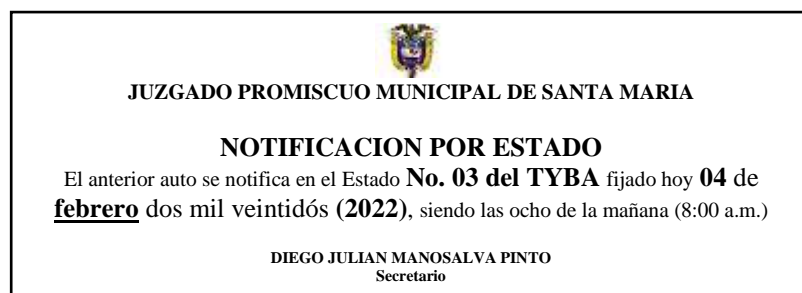 JUZGADO PROMISCUO MUNICIPAL DE SANTA MARIA
NOTIFICACION POR ESTADO
El anterior auto se notifica en el Estado No. 03 del TYBA fijado hoy 04 de
febrero dos mil veintidós (2022), siendo las ocho de la mañana (8:00 a.m.)
DIEGO JULIAN MANOSALVA PINTO
Secretario